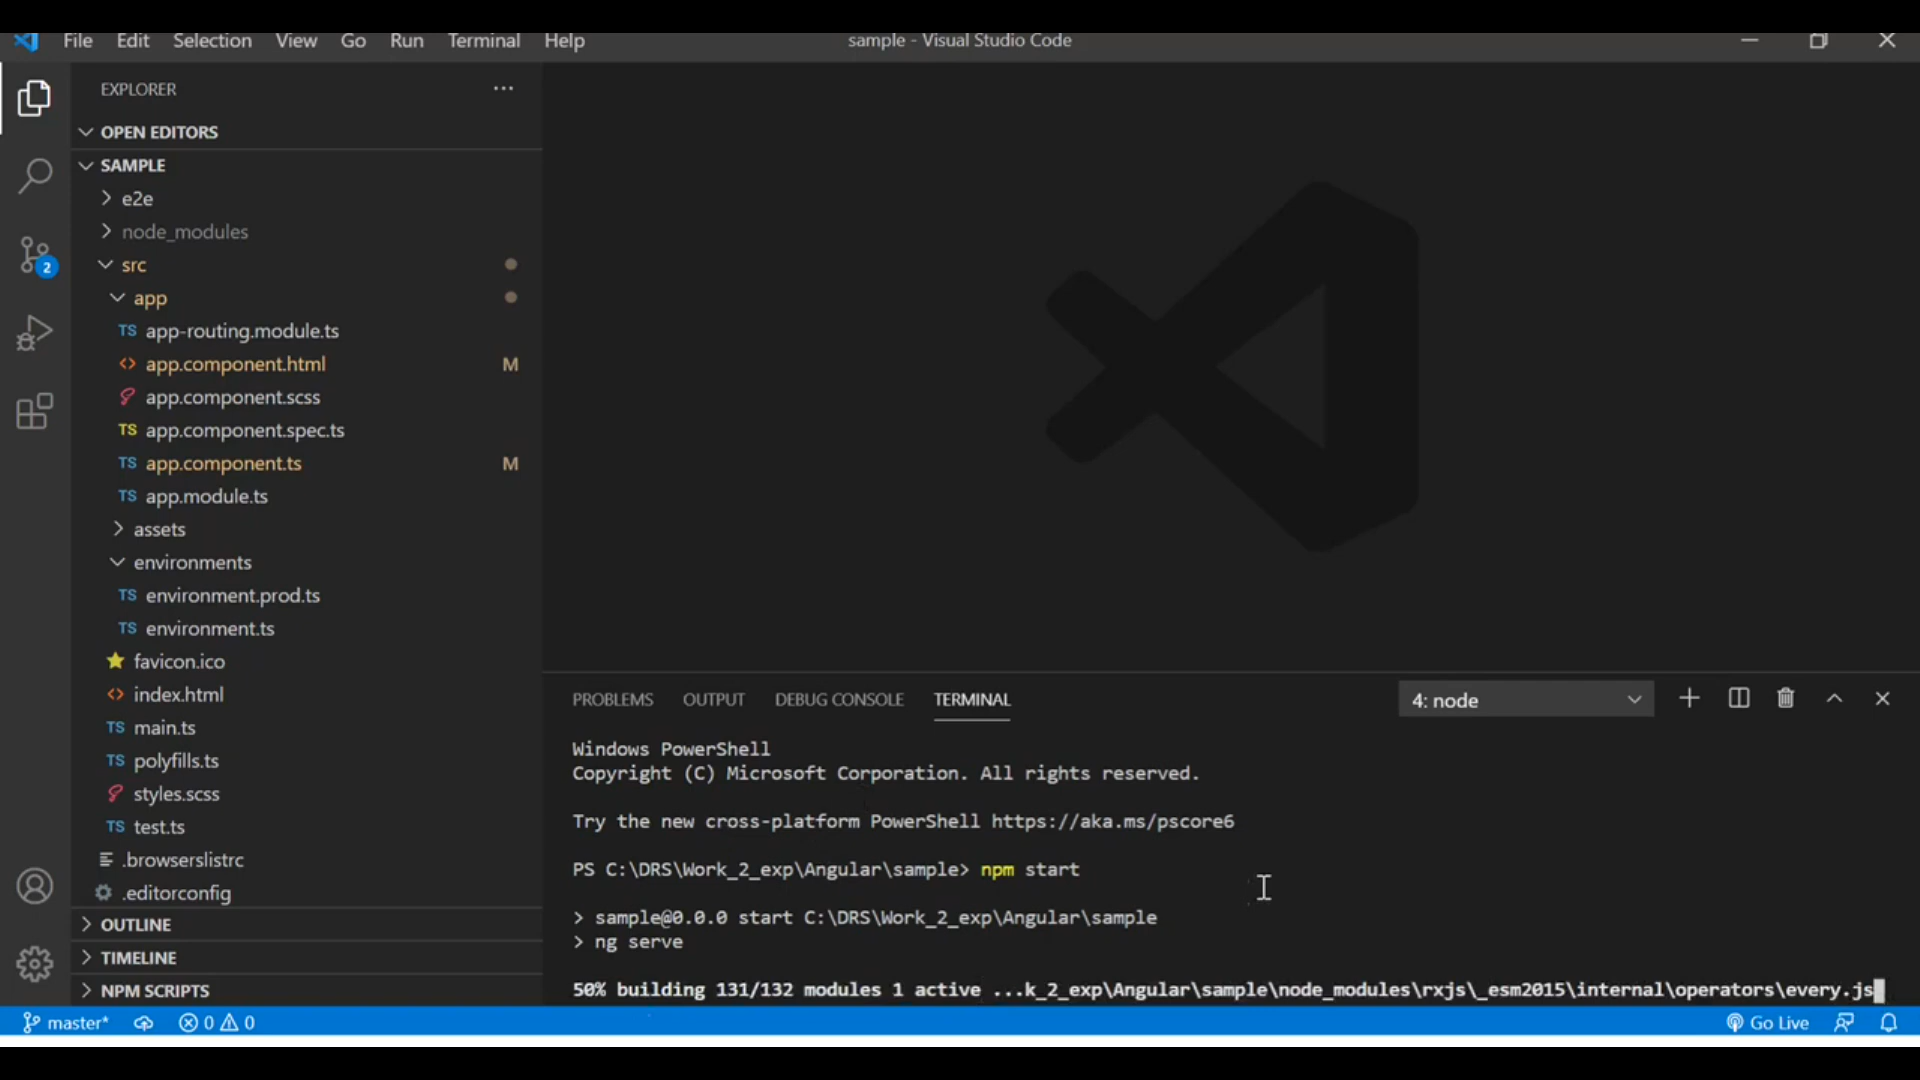 File Edit Selection View Go Run Terminal Help
sample - Visual Studio Code
EXPLORER
OPEN EDITORS
SAMPLE
e2e
node_modules
src
app
TS app-routing.module.ts
<> app.component.html M
app.component.scss
TS app.component.spec.ts
TS app.component.ts M
TS app.module.ts
assets
environments
TS environment.prod.ts
TS environment.ts
favicon.ico
<> index.html
TS main.ts
TS polyfills.ts
styles.scss
TS test.ts
.browserslistrc
.editorconfig
OUTLINE
TIMELINE
NPM SCRIPTS
2
PROBLEMS OUTPUT DEBUG CONSOLE TERMINAL
4: node
Windows PowerShell
Copyright (C) Microsoft Corporation. All rights reserved.
Try the new cross-platform PowerShell https://aka.ms/pscore6
PS C:\DRS\Work_2_exp\Angular\sample> npm start
> sample@0.0.0 start C:\DRS\Work_2_exp\Angular\sample
> ng serve
50% building 131/132 modules 1 active ...k_2_exp\Angular\sample\node_modules\rxjs\_esm2015\internal\operators\every.js
master* 0 0
Go Live